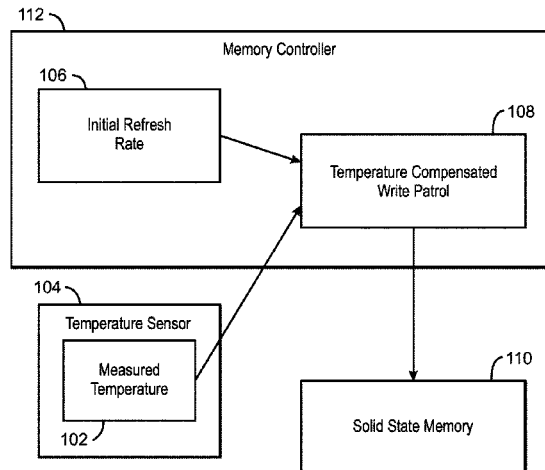 112
Memory Controller
106
Initial Refresh
Rate
108
Temperature Compensated
Write Patrol
104
Temperature Sensor
Measured
Temperature
102
110
Solid State Memory